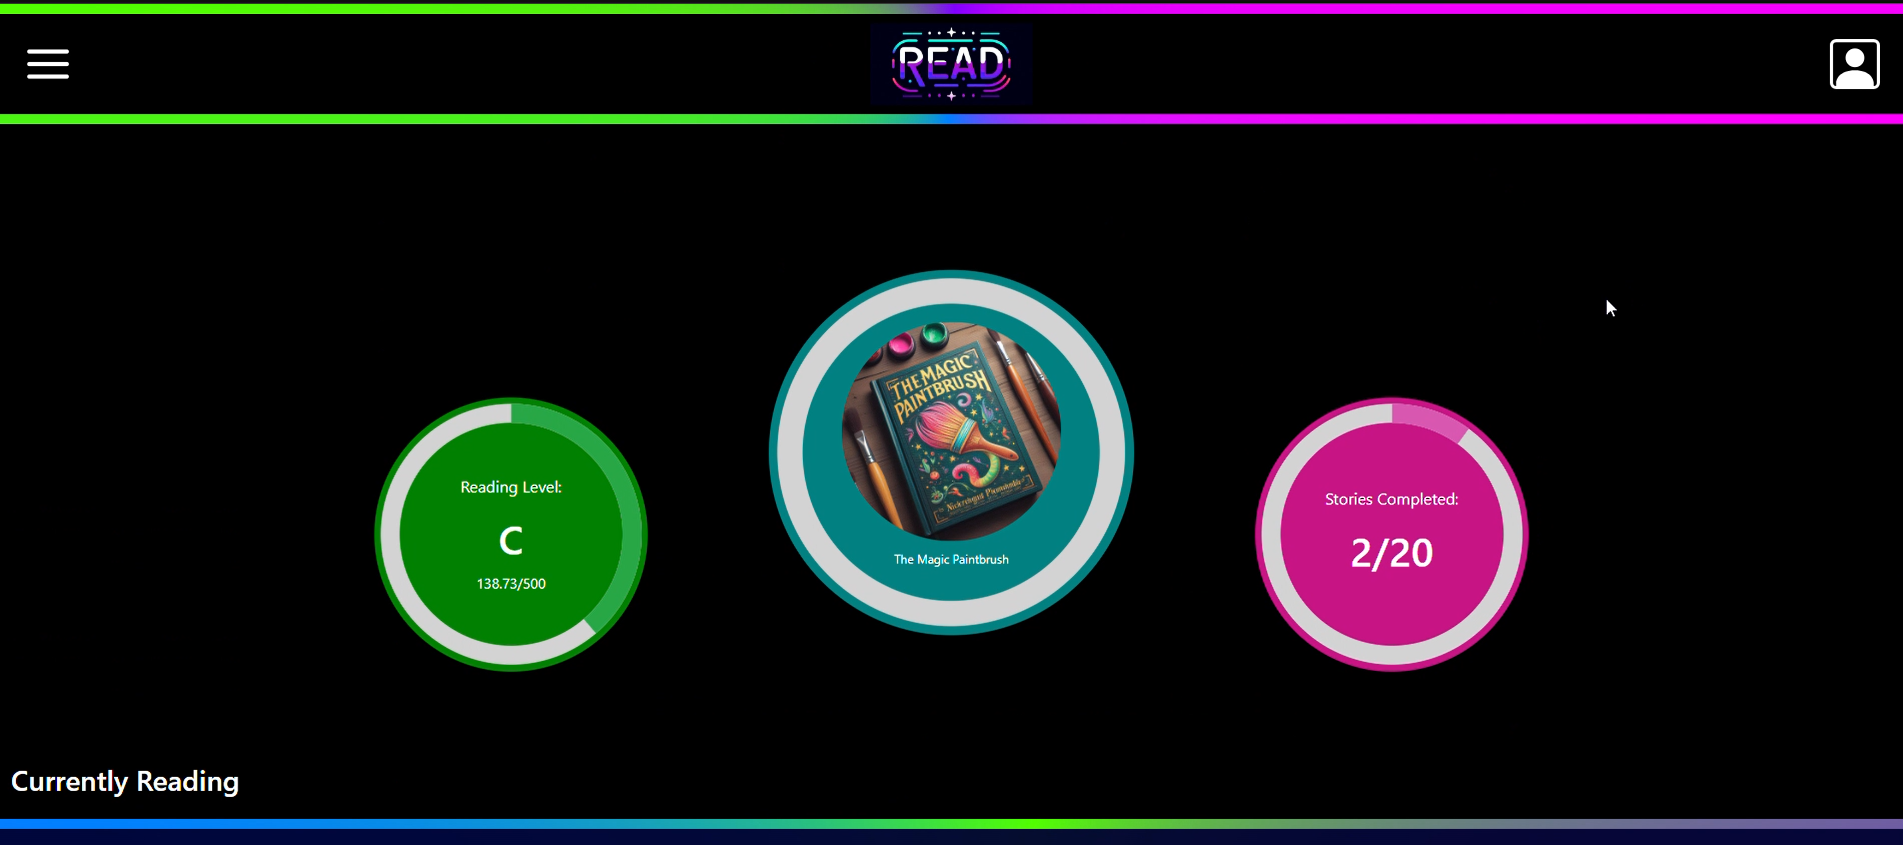 READ
THE MAGIC
PAINTBRUSH
The Magic Paintbrush
Reading Level:
C
138.73/500
Stories Completed:
2/20
Currently Reading